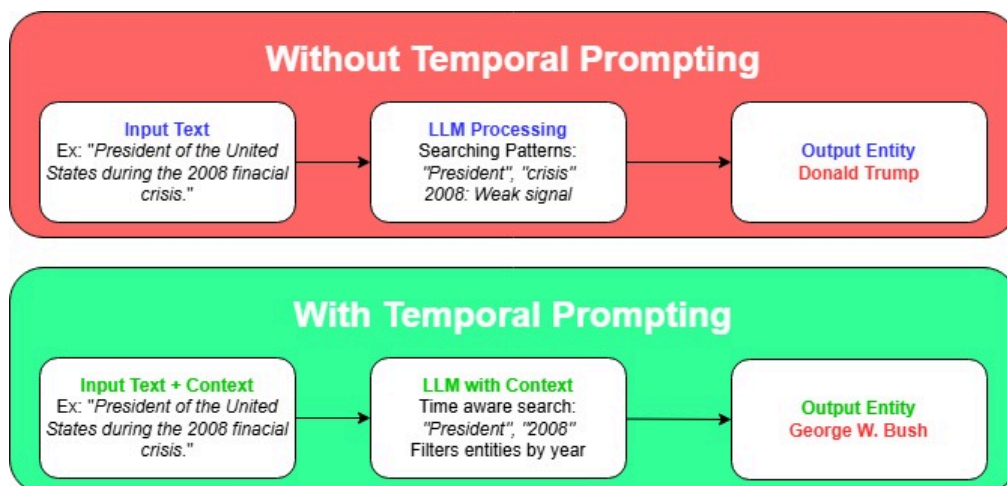 Without Temporal Prompting
Input Text
Ex: "President of the United
States during the 2008 finacial
crisis."
LLM Processing
Searching Patterns:
"President", "crisis"
2008: Weak signal
Output Entity
Donald Trump
With Temporal Prompting
Input Text + Context
Ex: "President of the United
States during the 2008 finacial
crisis."
LLM with Context
Time aware search:
"President", "2008"
Filters entities by year
Output Entity
George W. Bush